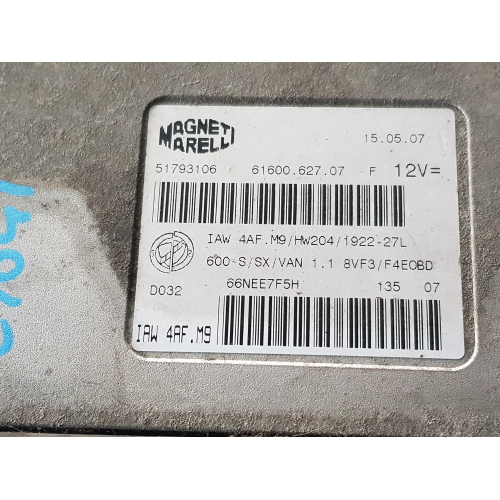 MAGNETI
MARELLI
15.05.07
51793106 61600.627.07 F 12V=
IAW 4AF.M9/HW204/1922-27L
600-S/SX/VAN 1.1 8VF3/F4EOBD
D032 66NEE7F5H 135 07
IAW 4AF.M9